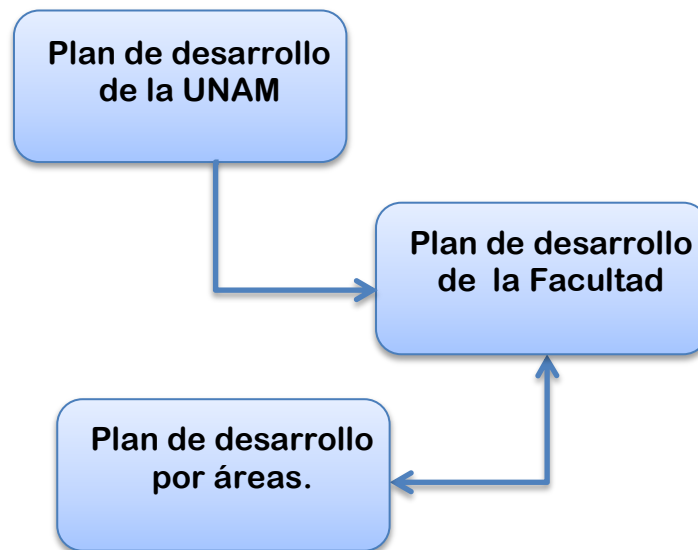 Plan de desarrollo
de la UNAM
Plan de desarrollo
de la Facultad
Plan de desarrollo
por áreas.